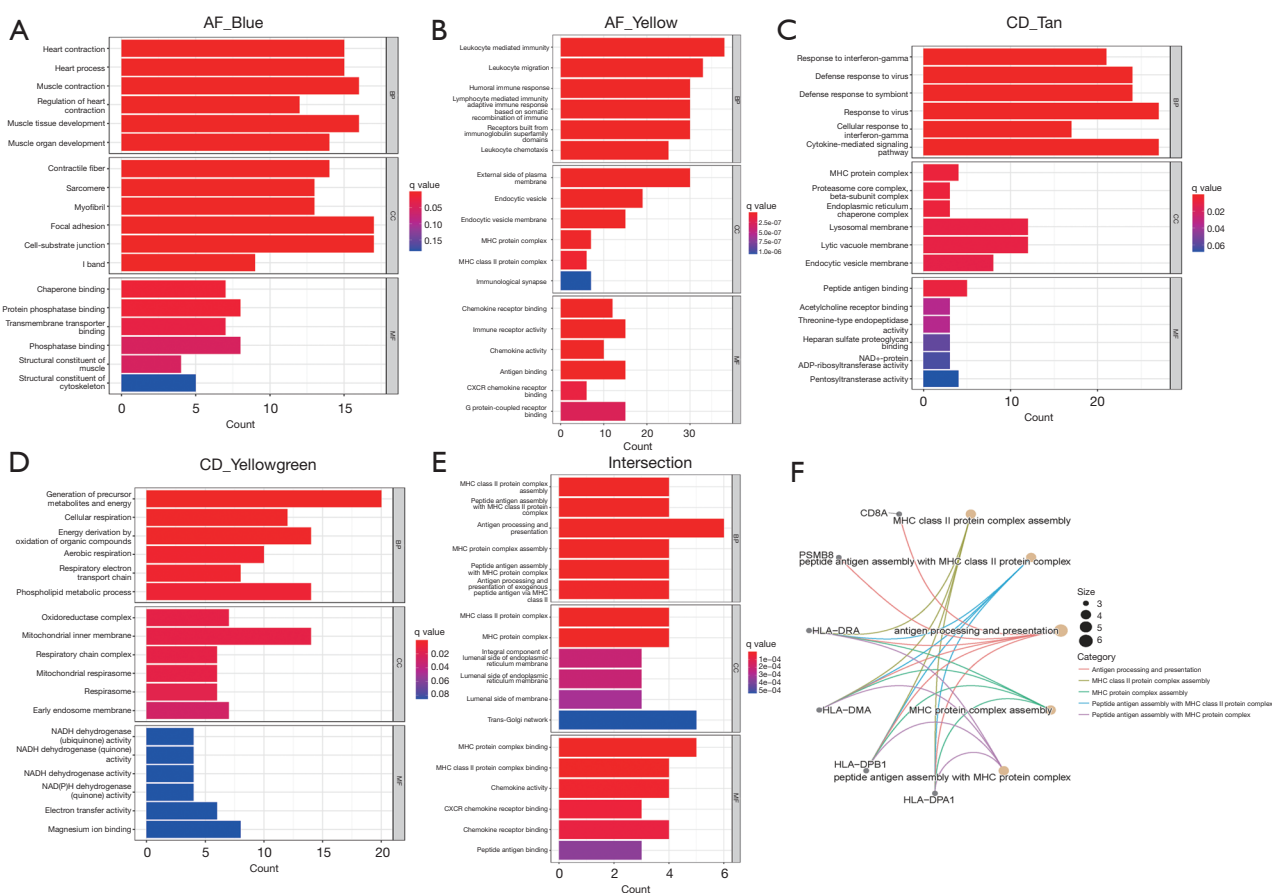 A
AF_Blue
Heart contraction
Heart process
Muscle contraction
Regulation of heart
contraction
Muscle tissue development
Muscle organ development
BP
Contractile fiber
Sarcomere
Myofibril
Focal adhesion
Cell-substrate junction
I band
CC
Chaperone binding
Protein phosphatase binding
Transmembrane transporter
binding
Phosphatase binding
Structural constituent of
muscle
Structural constituent of
cytoskeleton
MF
0 5 10 15
Count
q value
0.05
0.10
0.15
B
AF_Yellow
Leukocyte mediated immunity
Leukocyte migration
Humoral immune response
Lymphocyte mediated immunity
adaptive immune response
based on somatic
recombination of immune
Receptors built from
immunoglobulin superfamily
domains
Leukocyte chemotaxis
BP
External side of plasma
membrane
Endocytic vesicle
Endocytic vesicle membrane
MHC protein complex
MHC class II protein complex
Immunological synapse
CC
Chemokine receptor binding
Immune receptor activity
Chemokine activity
Antigen binding
CXCR chemokine receptor
binding
G protein-coupled receptor
binding
MF
0 10 20 30
Count
q value
2.5e-07
5.0e-07
7.5e-07
1.0e-06
C
CD_Tan
Response to interferon-gamma
Defense response to virus
Defense response to symbiont
Response to virus
Cellular response to
interferon-gamma
Cytokine-mediated signaling
pathway
BP
MHC protein complex
Proteasome core complex,
beta-subunit complex
Endoplasmic reticulum
chaperone complex
Lysosomal membrane
Lytic vacuole membrane
Endocytic vesicle membrane
CC
Peptide antigen binding
Acetylcholine receptor binding
Threonine-type endopeptidase
activity
Heparan sulfate proteoglycan
binding
NAD+-protein
ADP-ribosyltransferase activity
Pentosyltransterase activity
MF
0 10 20
Count
q value
0.02
0.04
0.06
D
CD_Yellowgreen
Generation of precursor
metabolites and energy
Cellular respiration
Energy derivation by
oxidation of organic compounds
Aerobic respiration
Respiratory electron
transport chain
Phospholipid metabolic process
BP
Oxidoreductase complex
Mitochondrial inner membrane
Respiratory chain complex
Mitochondrial respirasome
Respirasome
Early endosome membrane
CC
NADH dehydrogenase
(ubiquinone) activity
NADH dehydrogenase (quinone)
activity
NADH dehydrogenase activity
NAD(P)H dehydrogenase
(quinone) activity
Electron transfer activity
Magnesium ion binding
MF
0 5 10 15 20
Count
q value
0.02
0.04
0.06
0.08
E
Intersection
MHC class II protein complex
assembly
Peptide antigen assembly
with MHC class II protein
complex
Antigen processing and
presentation
MHC protein complex assembly
Peptide antigen assembly
with MHC protein complex
Antigen processing and
presentation of exogenous
peptide antigen via MHC
class II
BP
MHC class II protein complex
MHC protein complex
Integral component of
lumenal side of endoplasmic
reticulum membrane
Lumenal side of endoplasmic
reticulum membrane
Lumenal side of membrane
Trans-Golgi network
CC
MHC protein complex binding
MHC class II protein complex binding
Chemokine activity
CXCR chemokine receptor binding
Chemokine receptor binding
Peptide antigen binding
MF
0 2 4 6
Count
q value
1e-04
2e-04
3e-04
4e-04
5e-04
F
CD8A
MHC class II protein complex assembly
PSMB8
peptide antigen assembly with MHC class II protein complex
HLA-DRA
antigen processing and presentation
HLA-DMA
MHC protein complex assembly
HLA-DPB1
peptide antigen assembly with MHC protein complex
HLA-DPA1
Size
3
4
5
6
Category
Antigen processing and presentation
MHC class II protein complex assembly
MHC protein complex assembly
Peptide antigen assembly with MHC class II protein complex
Peptide antigen assembly with MHC protein complex